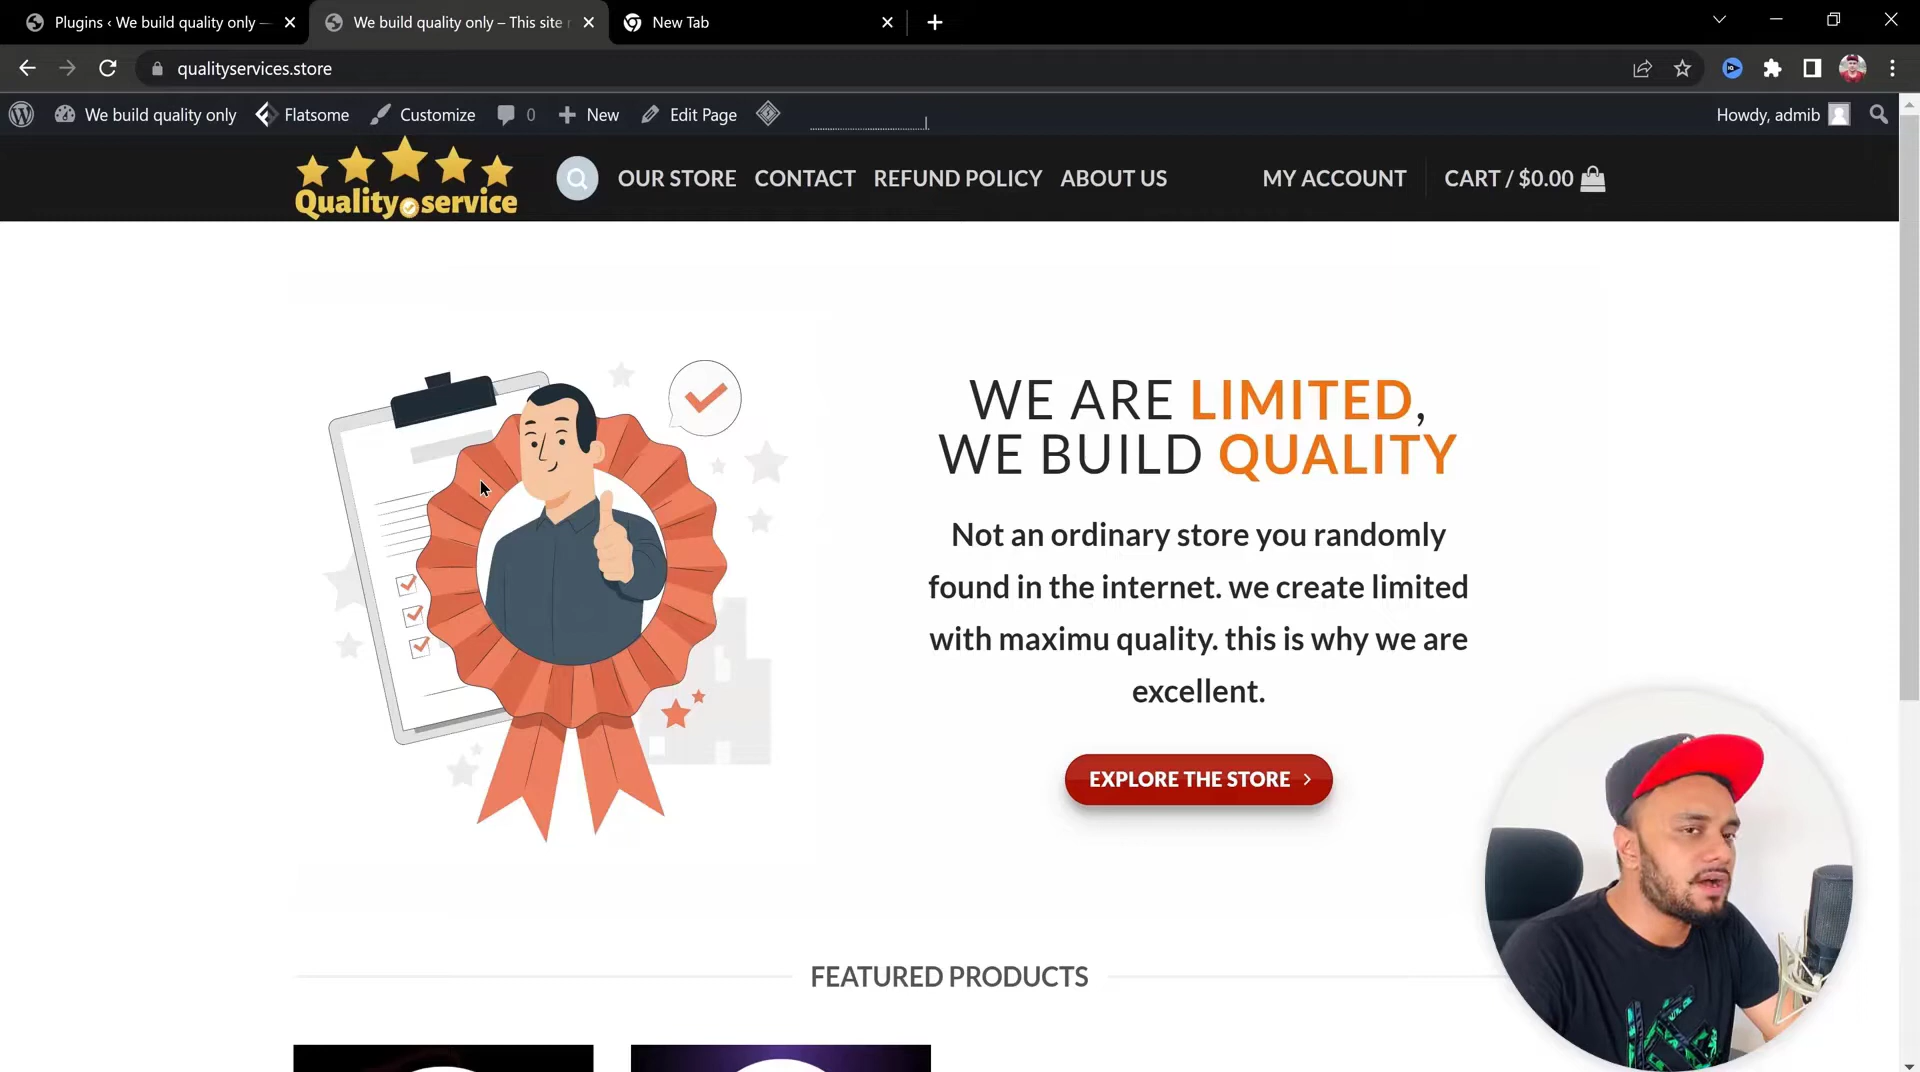 Plugins ‹ We build quality only —
We build quality only – This site
New Tab
qualityservices.store
We build quality only
Flatsome
Customize
0
New
Edit Page
Howdy, admib
Quality service
OUR STORE
CONTACT
REFUND POLICY
ABOUT US
MY ACCOUNT
CART / $0.00
WE ARE LIMITED,
WE BUILD QUALITY
Not an ordinary store you randomly
found in the internet. we create limited
with maximu quality. this is why we are
excellent.
EXPLORE THE STORE
FEATURED PRODUCTS